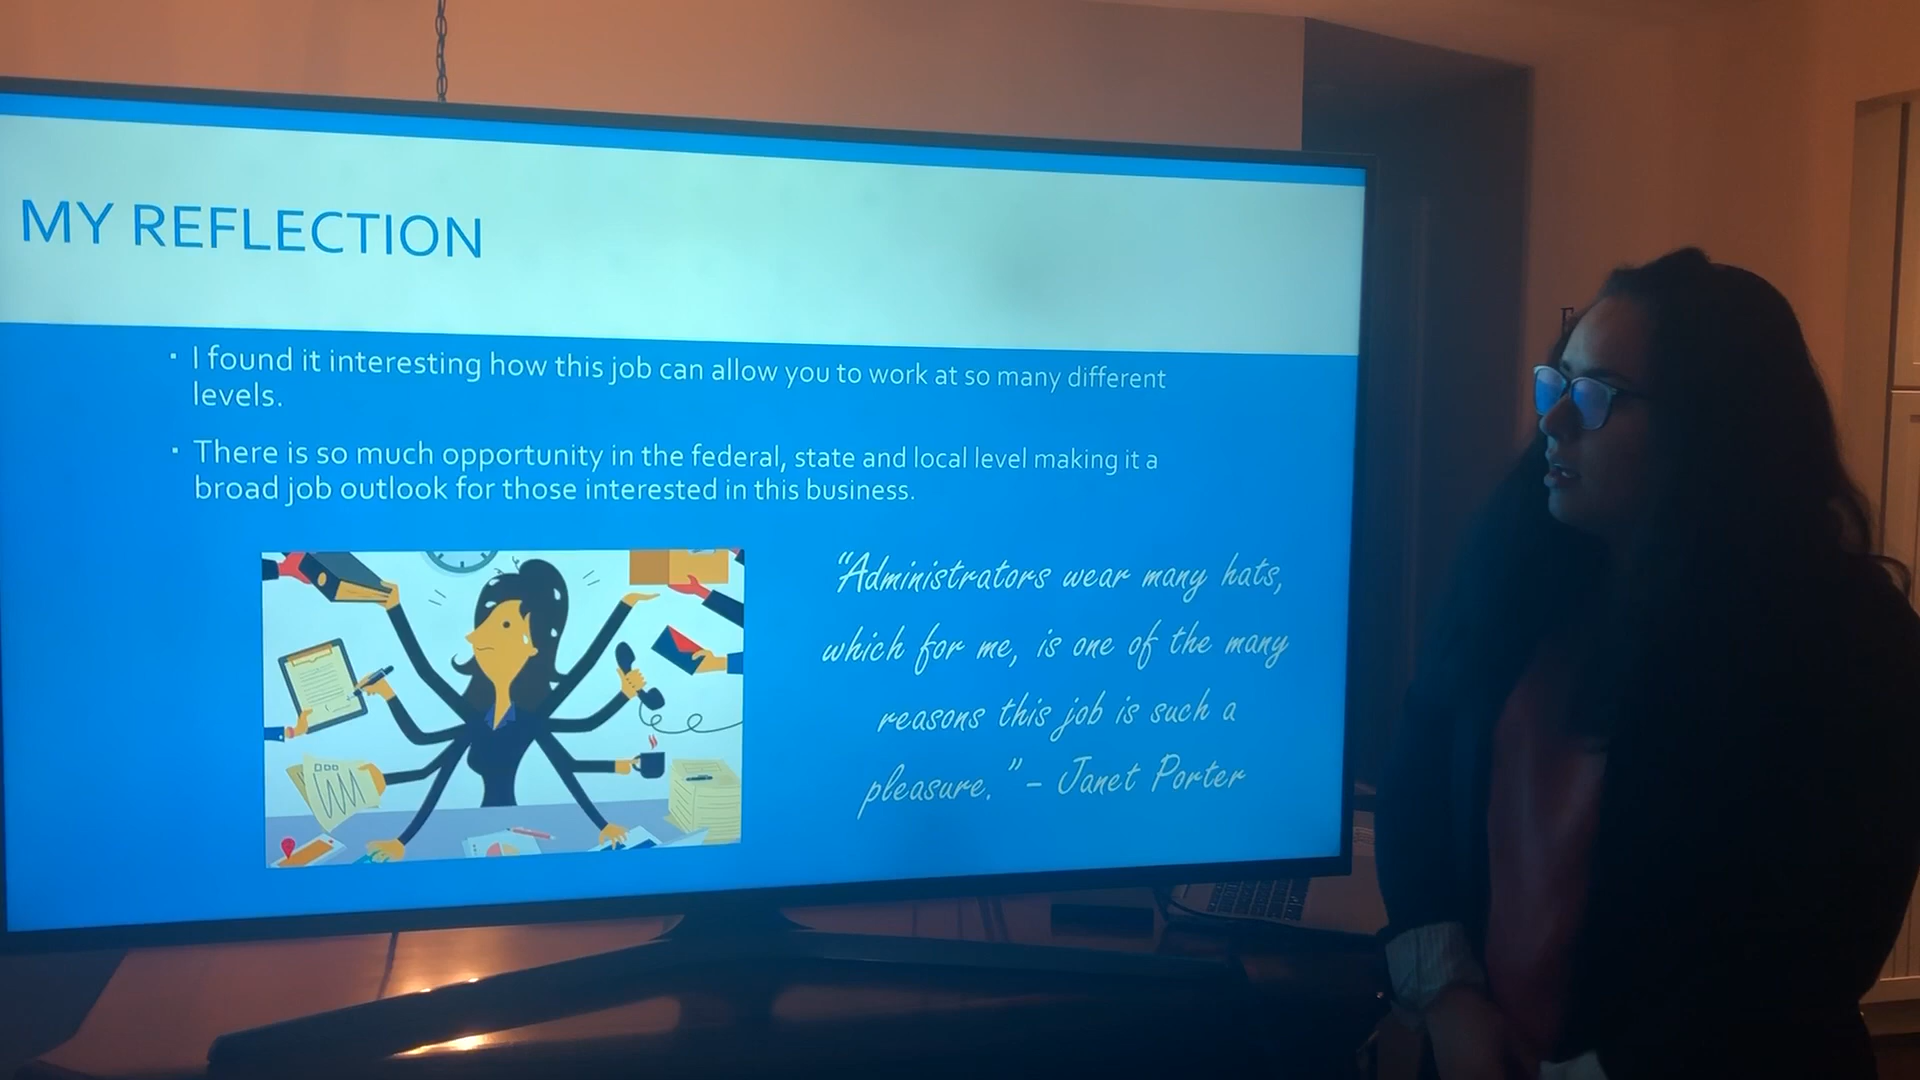 MY REFLECTION
I found it interesting how this job can allow you to work at so many different
levels.
There is so much opportunity in the federal, state and local level making it a
broad job outlook for those interested in this business.
“Administrators wear many hats,
which for me, is one of the many
reasons this job is such a
pleasure.” – Janet Porter